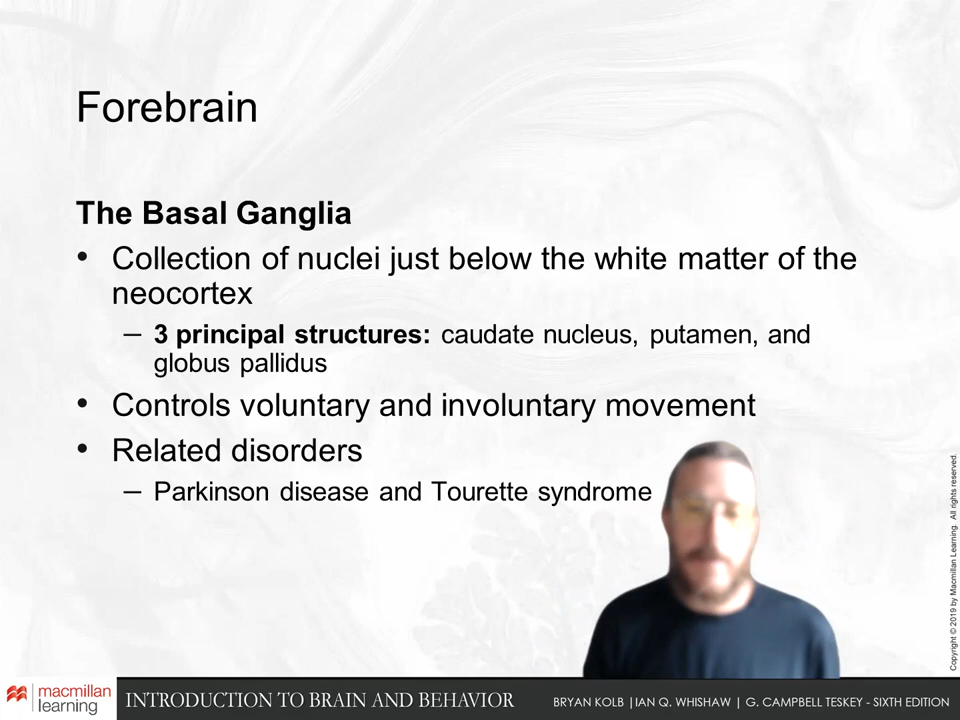 Forebrain
The Basal Ganglia
• Collection of nuclei just below the white matter of the
neocortex
– 3 principal structures: caudate nucleus, putamen, and
globus pallidus
• Controls voluntary and involuntary movement
• Related disorders
– Parkinson disease and Tourette syndrome
Copyright © 2019 by Macmillan Learning. All rights reserved.
macmillan
learning
INTRODUCTION TO BRAIN AND BEHAVIOR
BRYAN KOLB | IAN Q. WHISHAW | G. CAMPBELL TESKEY - SIXTH EDITION